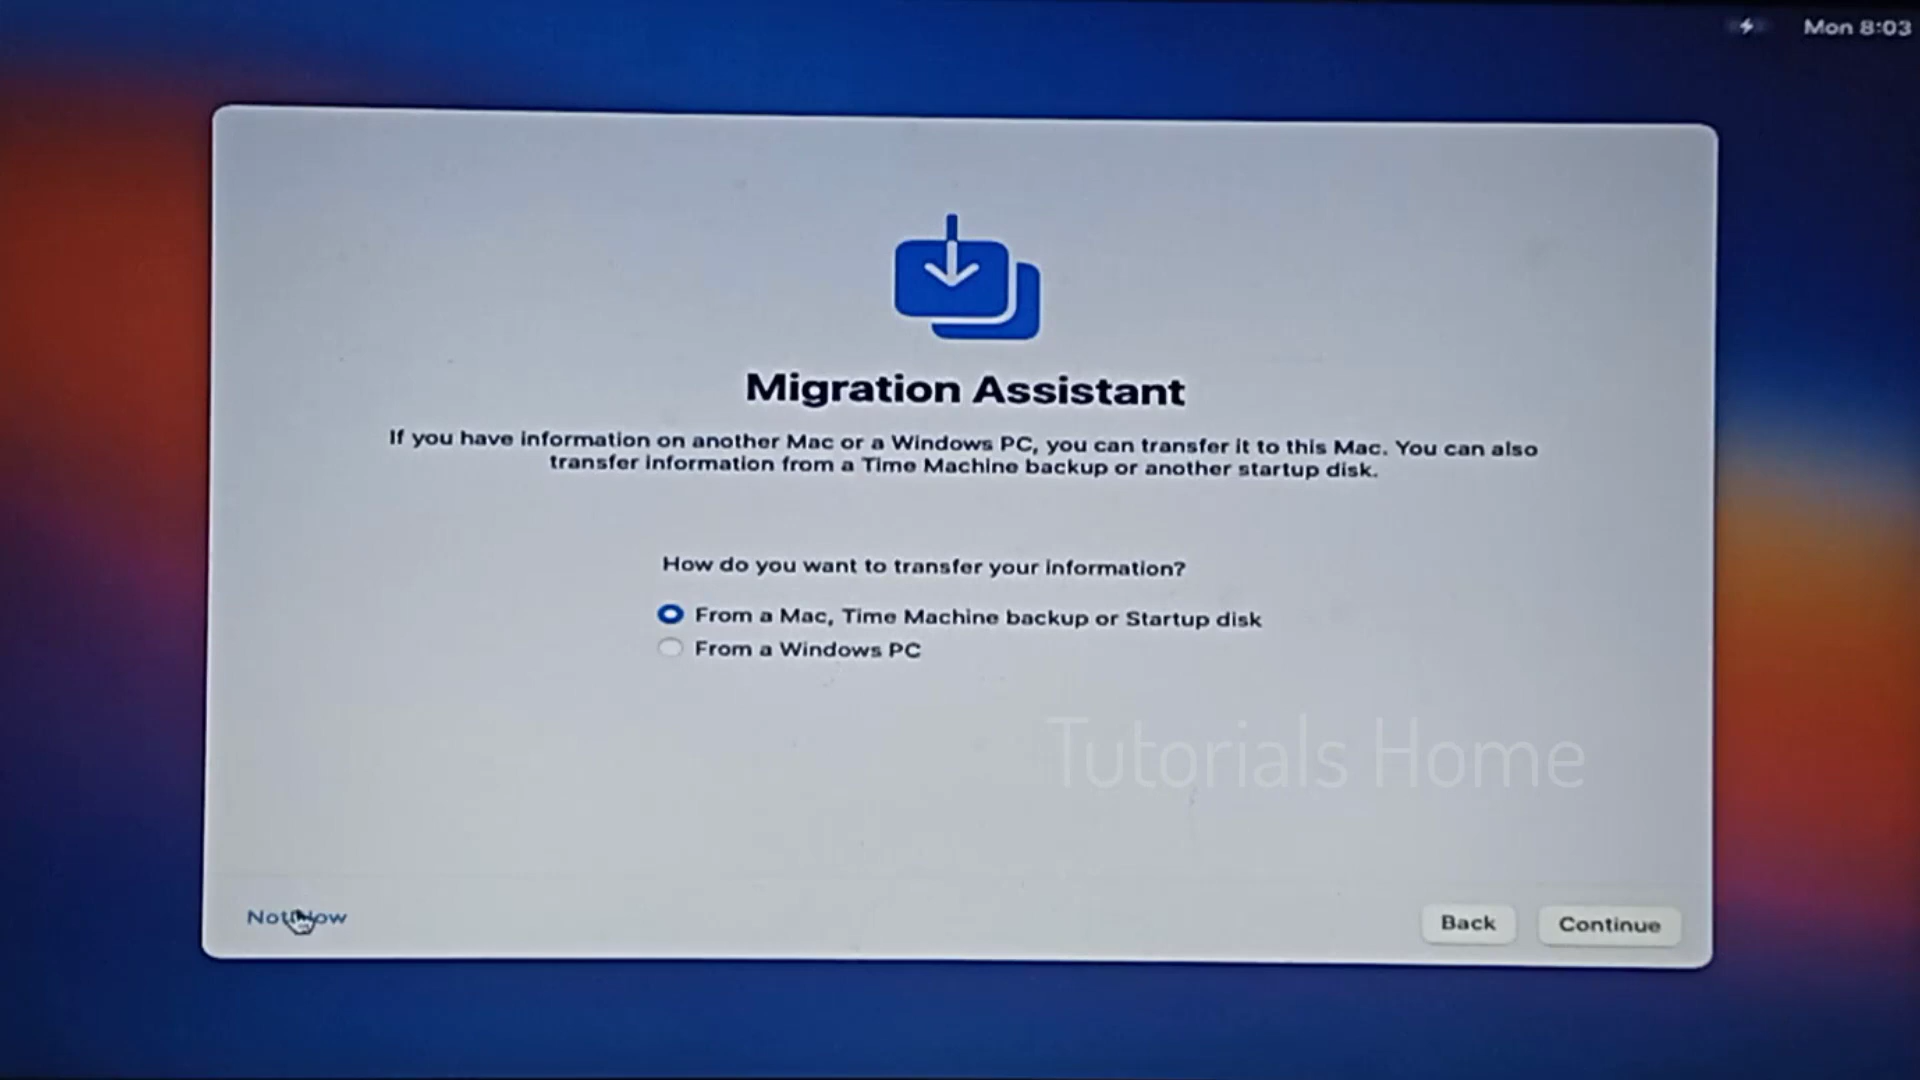 Mon 8:03
Migration Assistant
If you have information on another Mac or a Windows PC, you can transfer it to this Mac. You can also
transfer information from a Time Machine backup or another startup disk.
How do you want to transfer your information?
From a Mac, Time Machine backup or Startup disk
From a Windows PC
Tutorials Home
Not Now
Back
Continue